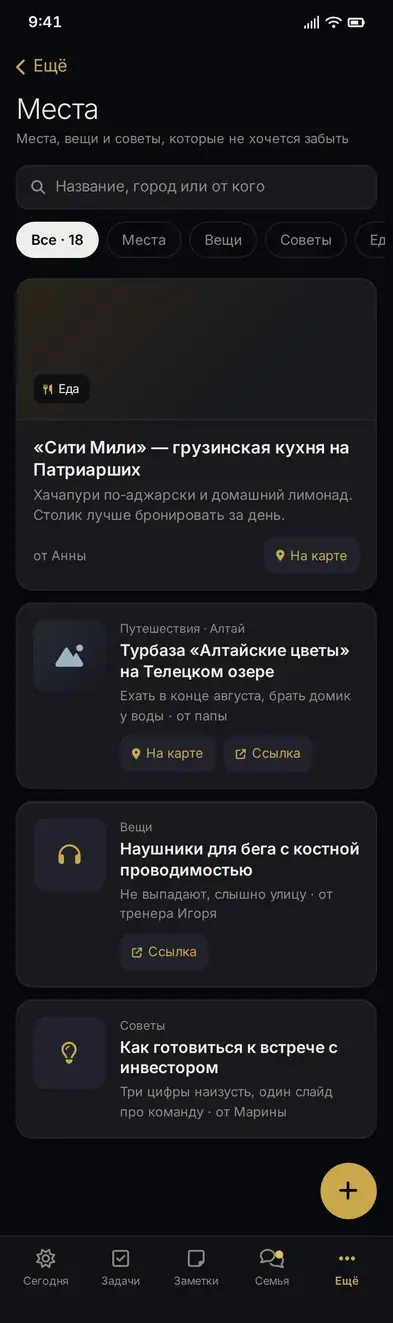 9:41
Ещё
Места
Места, вещи и советы, которые не хочется забыть
Название, город или от кого
Все · 18
Места
Вещи
Советы
Ед
Еда
«Сити Мили» — грузинская кухня на
Патриарших
Хачапури по-аджарски и домашний лимонад.
Столик лучше бронировать за день.
от Анны
На карте
Путешествия · Алтай
Турбаза «Алтайские цветы»
на Телецком озере
Ехать в конце августа, брать домик
у воды · от папы
На карте
Ссылка
Вещи
Наушники для бега с костной
проводимостью
Не выпадают, слышно улицу · от
тренера Игоря
Ссылка
Советы
Как готовиться к встрече с
инвестором
Три цифры наизусть, один слайд
про команду · от Марины
Сегодня
Задачи
Заметки
Семья
Ещё